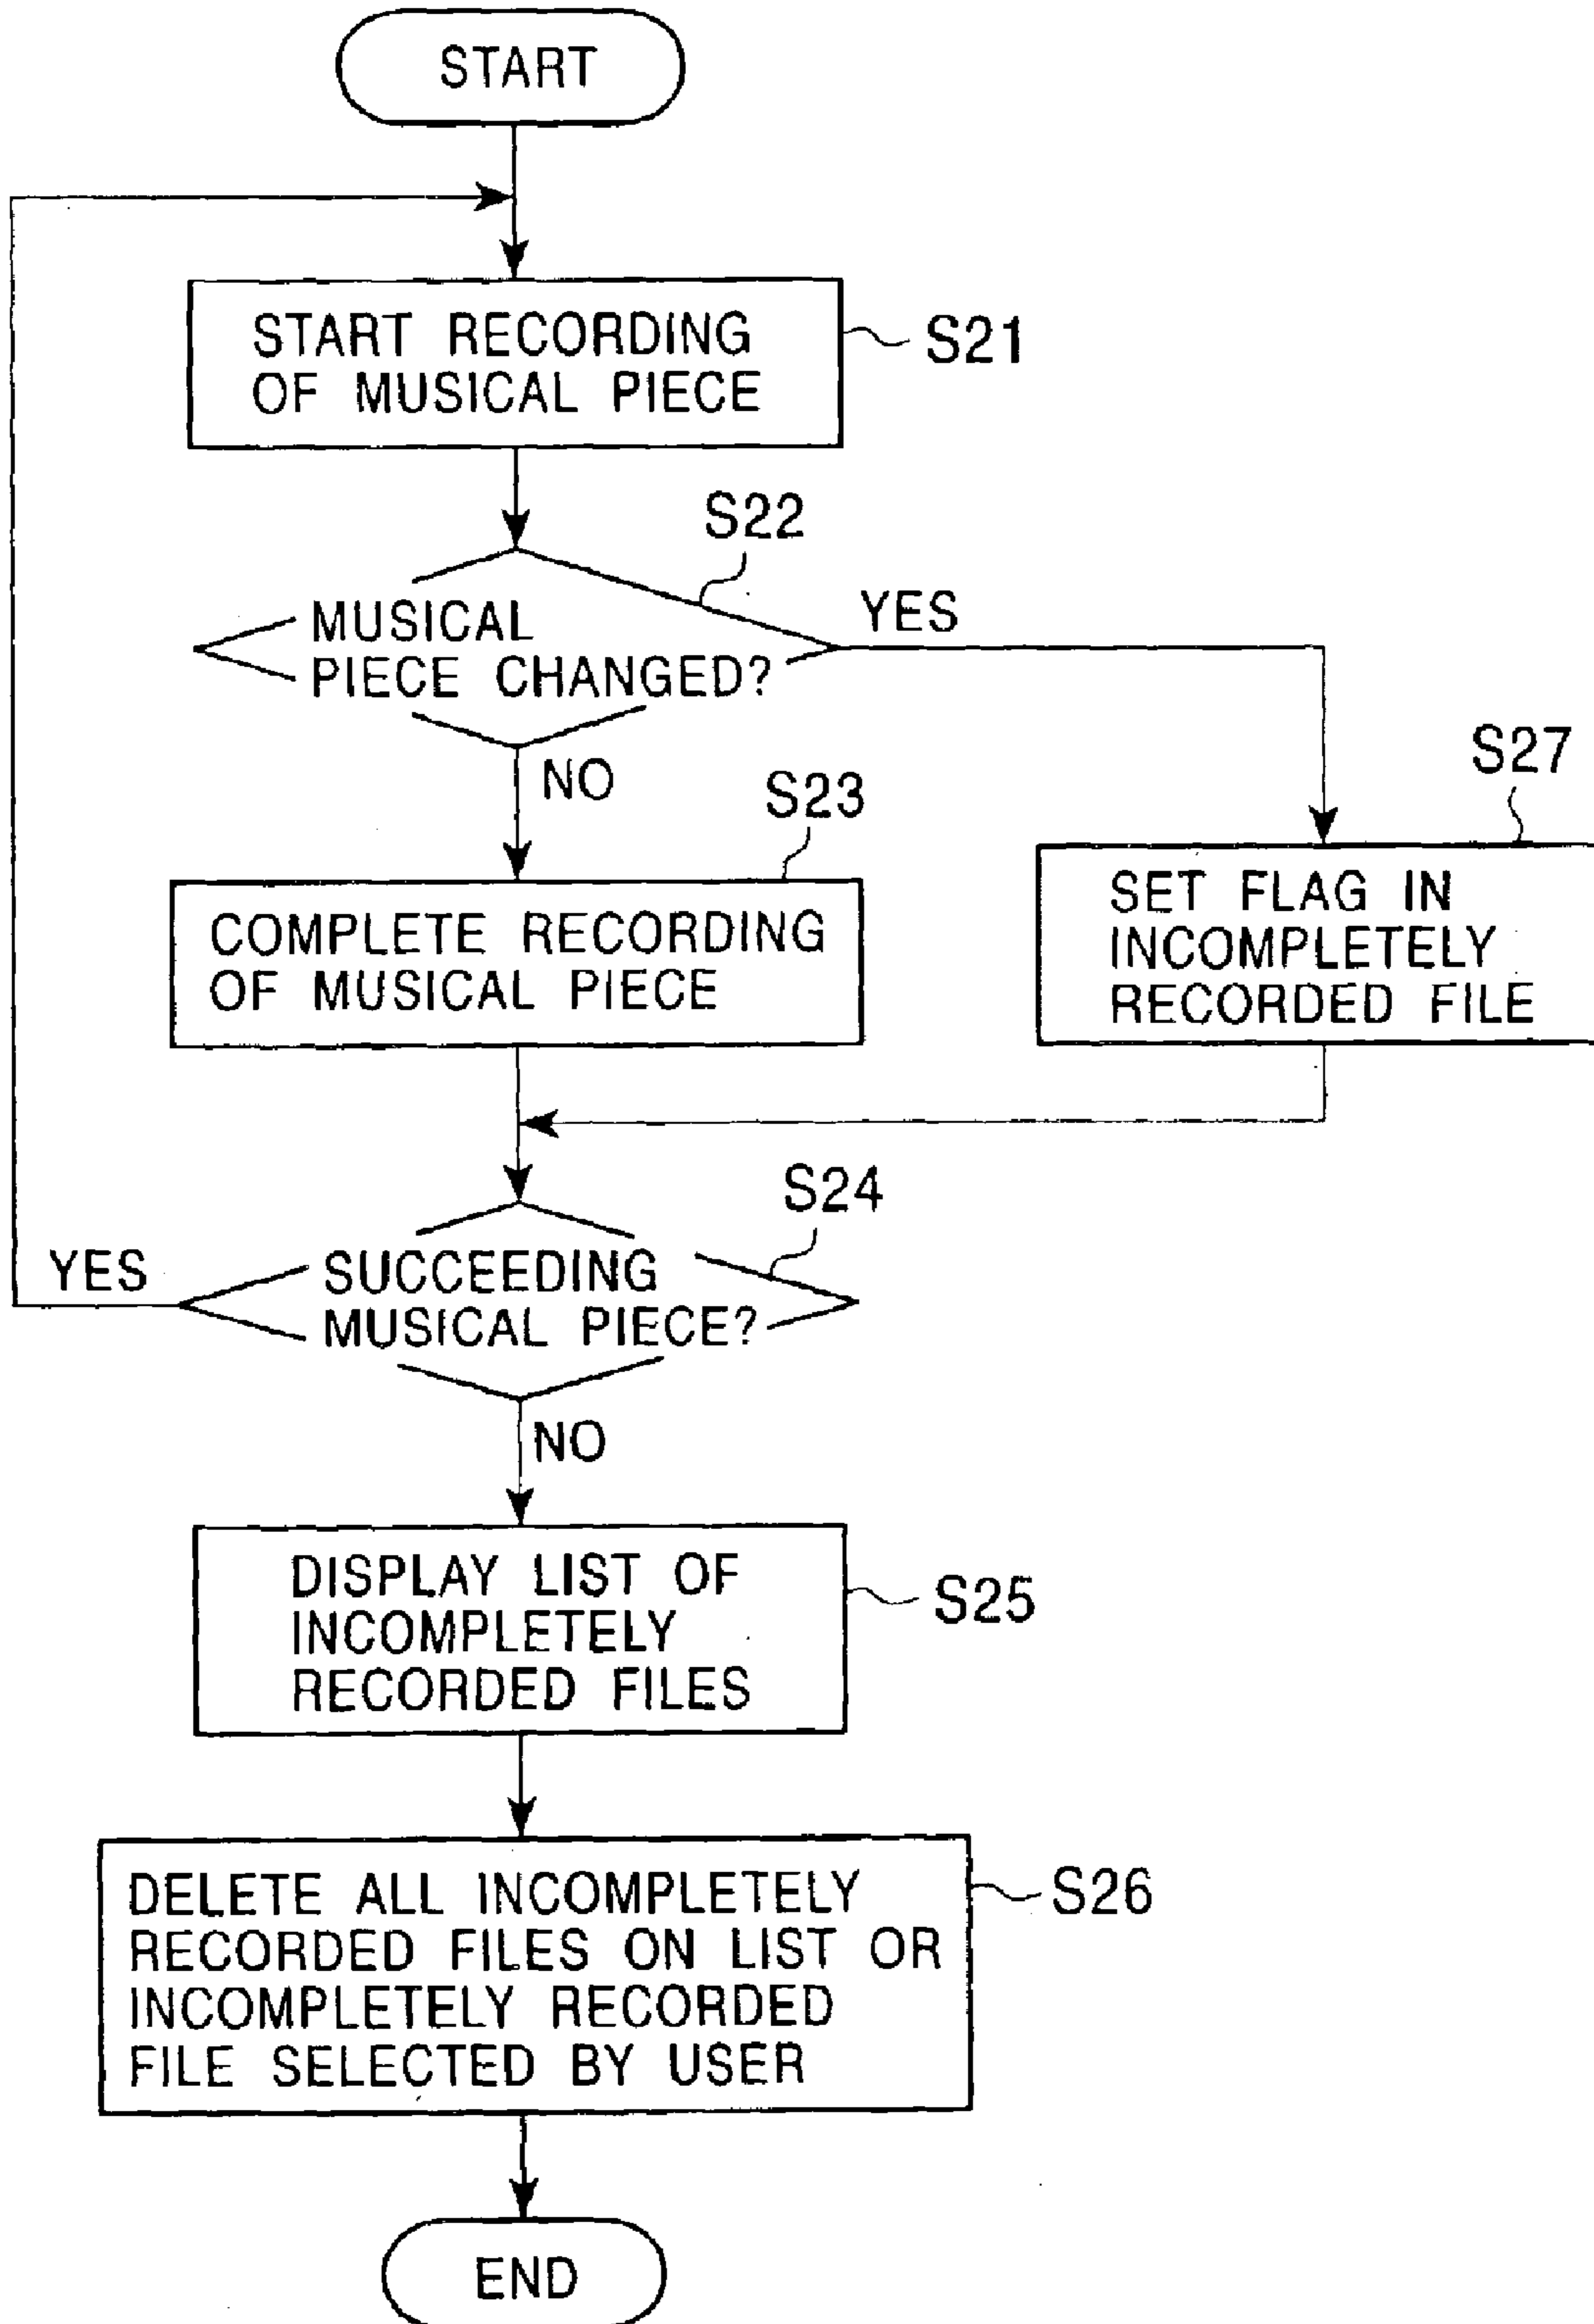 START
START RECORDING
OF MUSICAL PIECE
S21
S22
MUSICAL
PIECE CHANGED?
YES
NO
S23
COMPLETE RECORDING
OF MUSICAL PIECE
S27
SET FLAG IN
INCOMPLETELY
RECORDED FILE
S24
YES
SUCCEEDING
MUSICAL PIECE?
NO
DISPLAY LIST OF
INCOMPLETELY
RECORDED FILES
S25
DELETE ALL INCOMPLETELY
RECORDED FILES ON LIST OR
INCOMPLETELY RECORDED
FILE SELECTED BY USER
S26
END